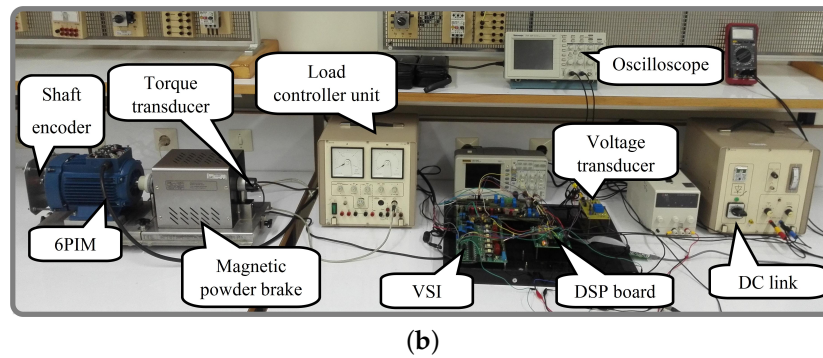 Shaft
encoder
Torque
transducer
Load
controller unit
Oscilloscope
Voltage
transducer
6PIM
Magnetic
powder brake
VSI
DSP board
DC link
(b)